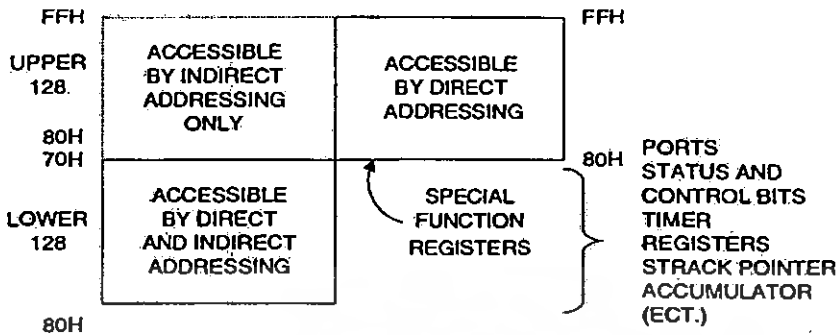 FFH
UPPER
128.
80H
70H
LOWER
128
80H
ACCESSIBLE
BY INDIRECT
ADDRESSING
ONLY
ACCESSIBLE
BY DIRECT
ADDRESSING
ACCESSIBLE
BY DIRECT
AND INDIRECT
ADDRESSING
SPECIAL
FUNCTION
REGISTERS
FFH
80H
PORTS
STATUS AND
CONTROL BITS
TIMER
REGISTERS
STRACK POINTER
ACCUMULATOR
(ECT.)